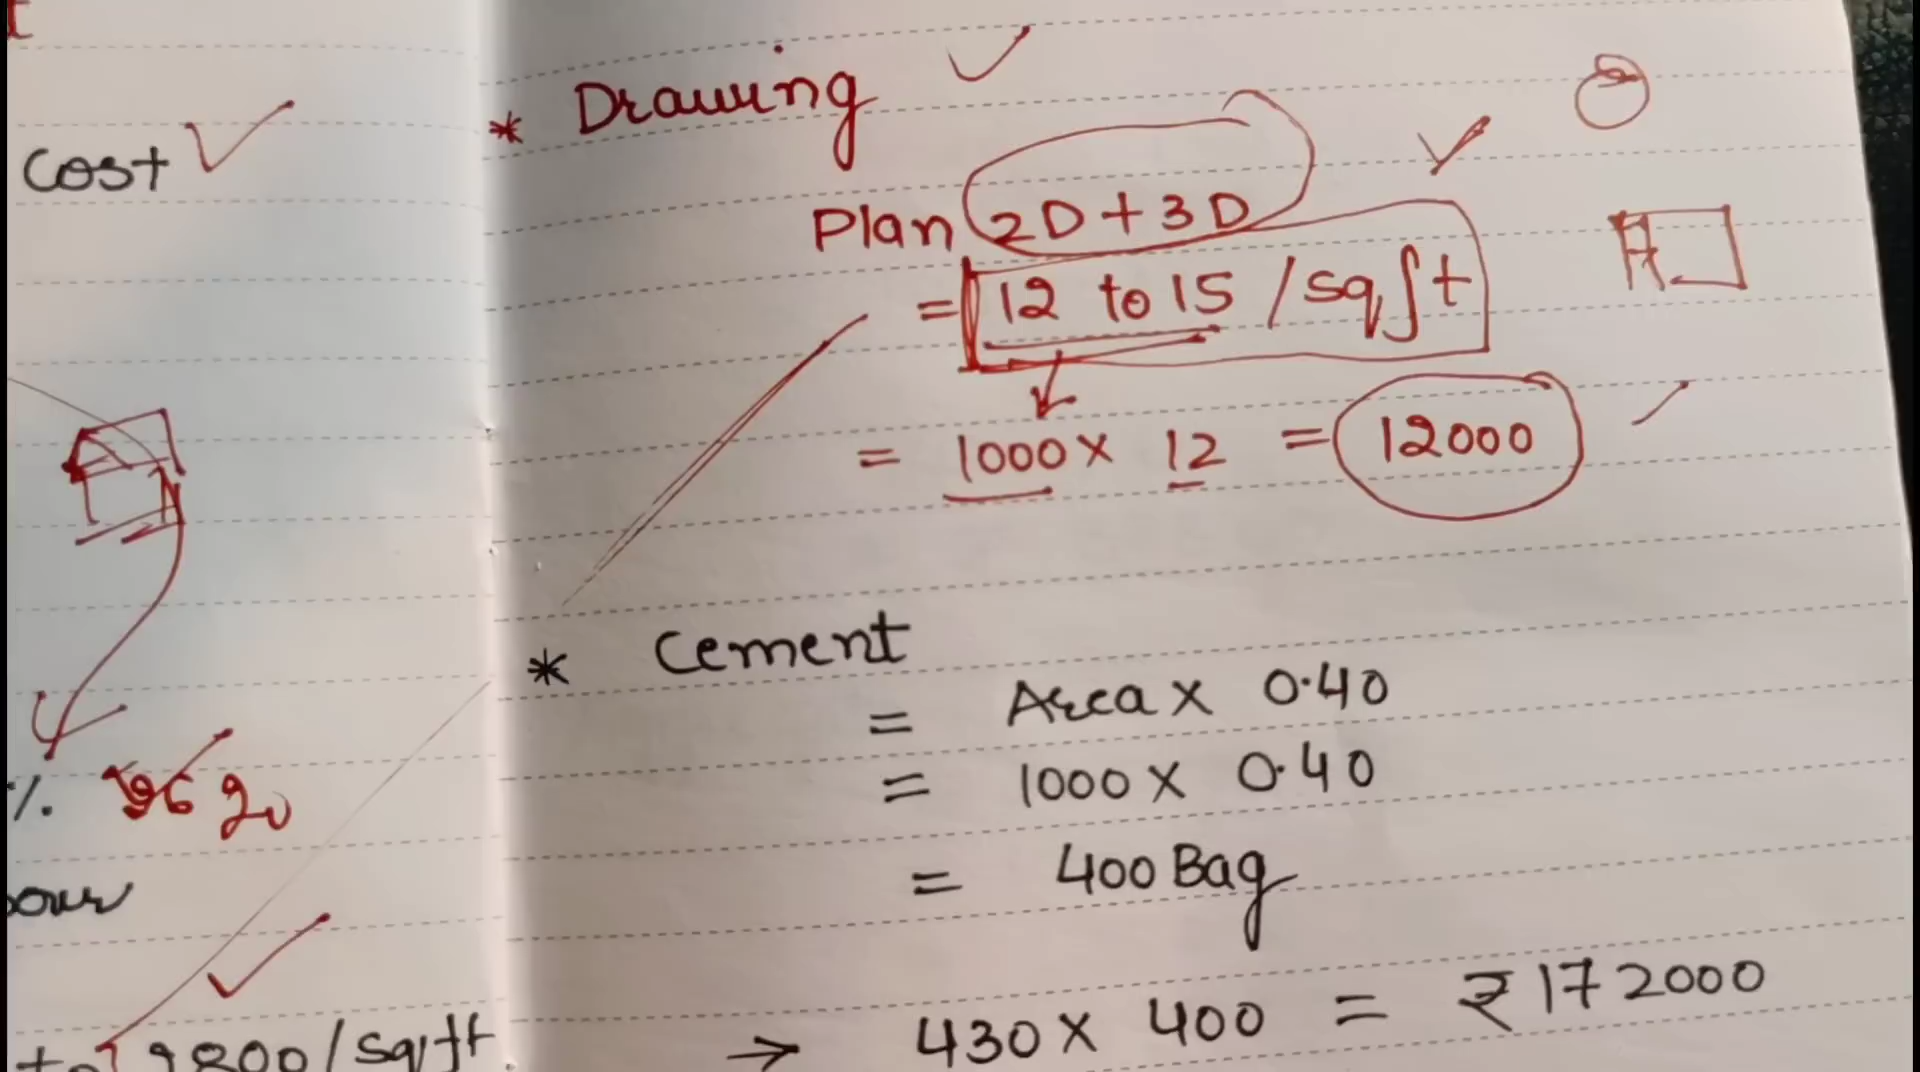 Cost
%. 20
to 1800/sqft
* Drawing
Plan 2D+3D
= 12 to 15 /sqft
= 1000 x 12 = 12000
* Cement
= Area x 0.40
= 1000 x 0.40
= 400 Bag
→ 430 x 400 = ₹172000